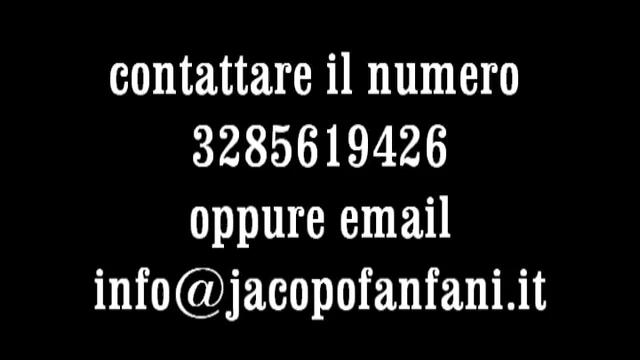 contattare il numero
3285619426
oppure email
info@jacopofanfani.it